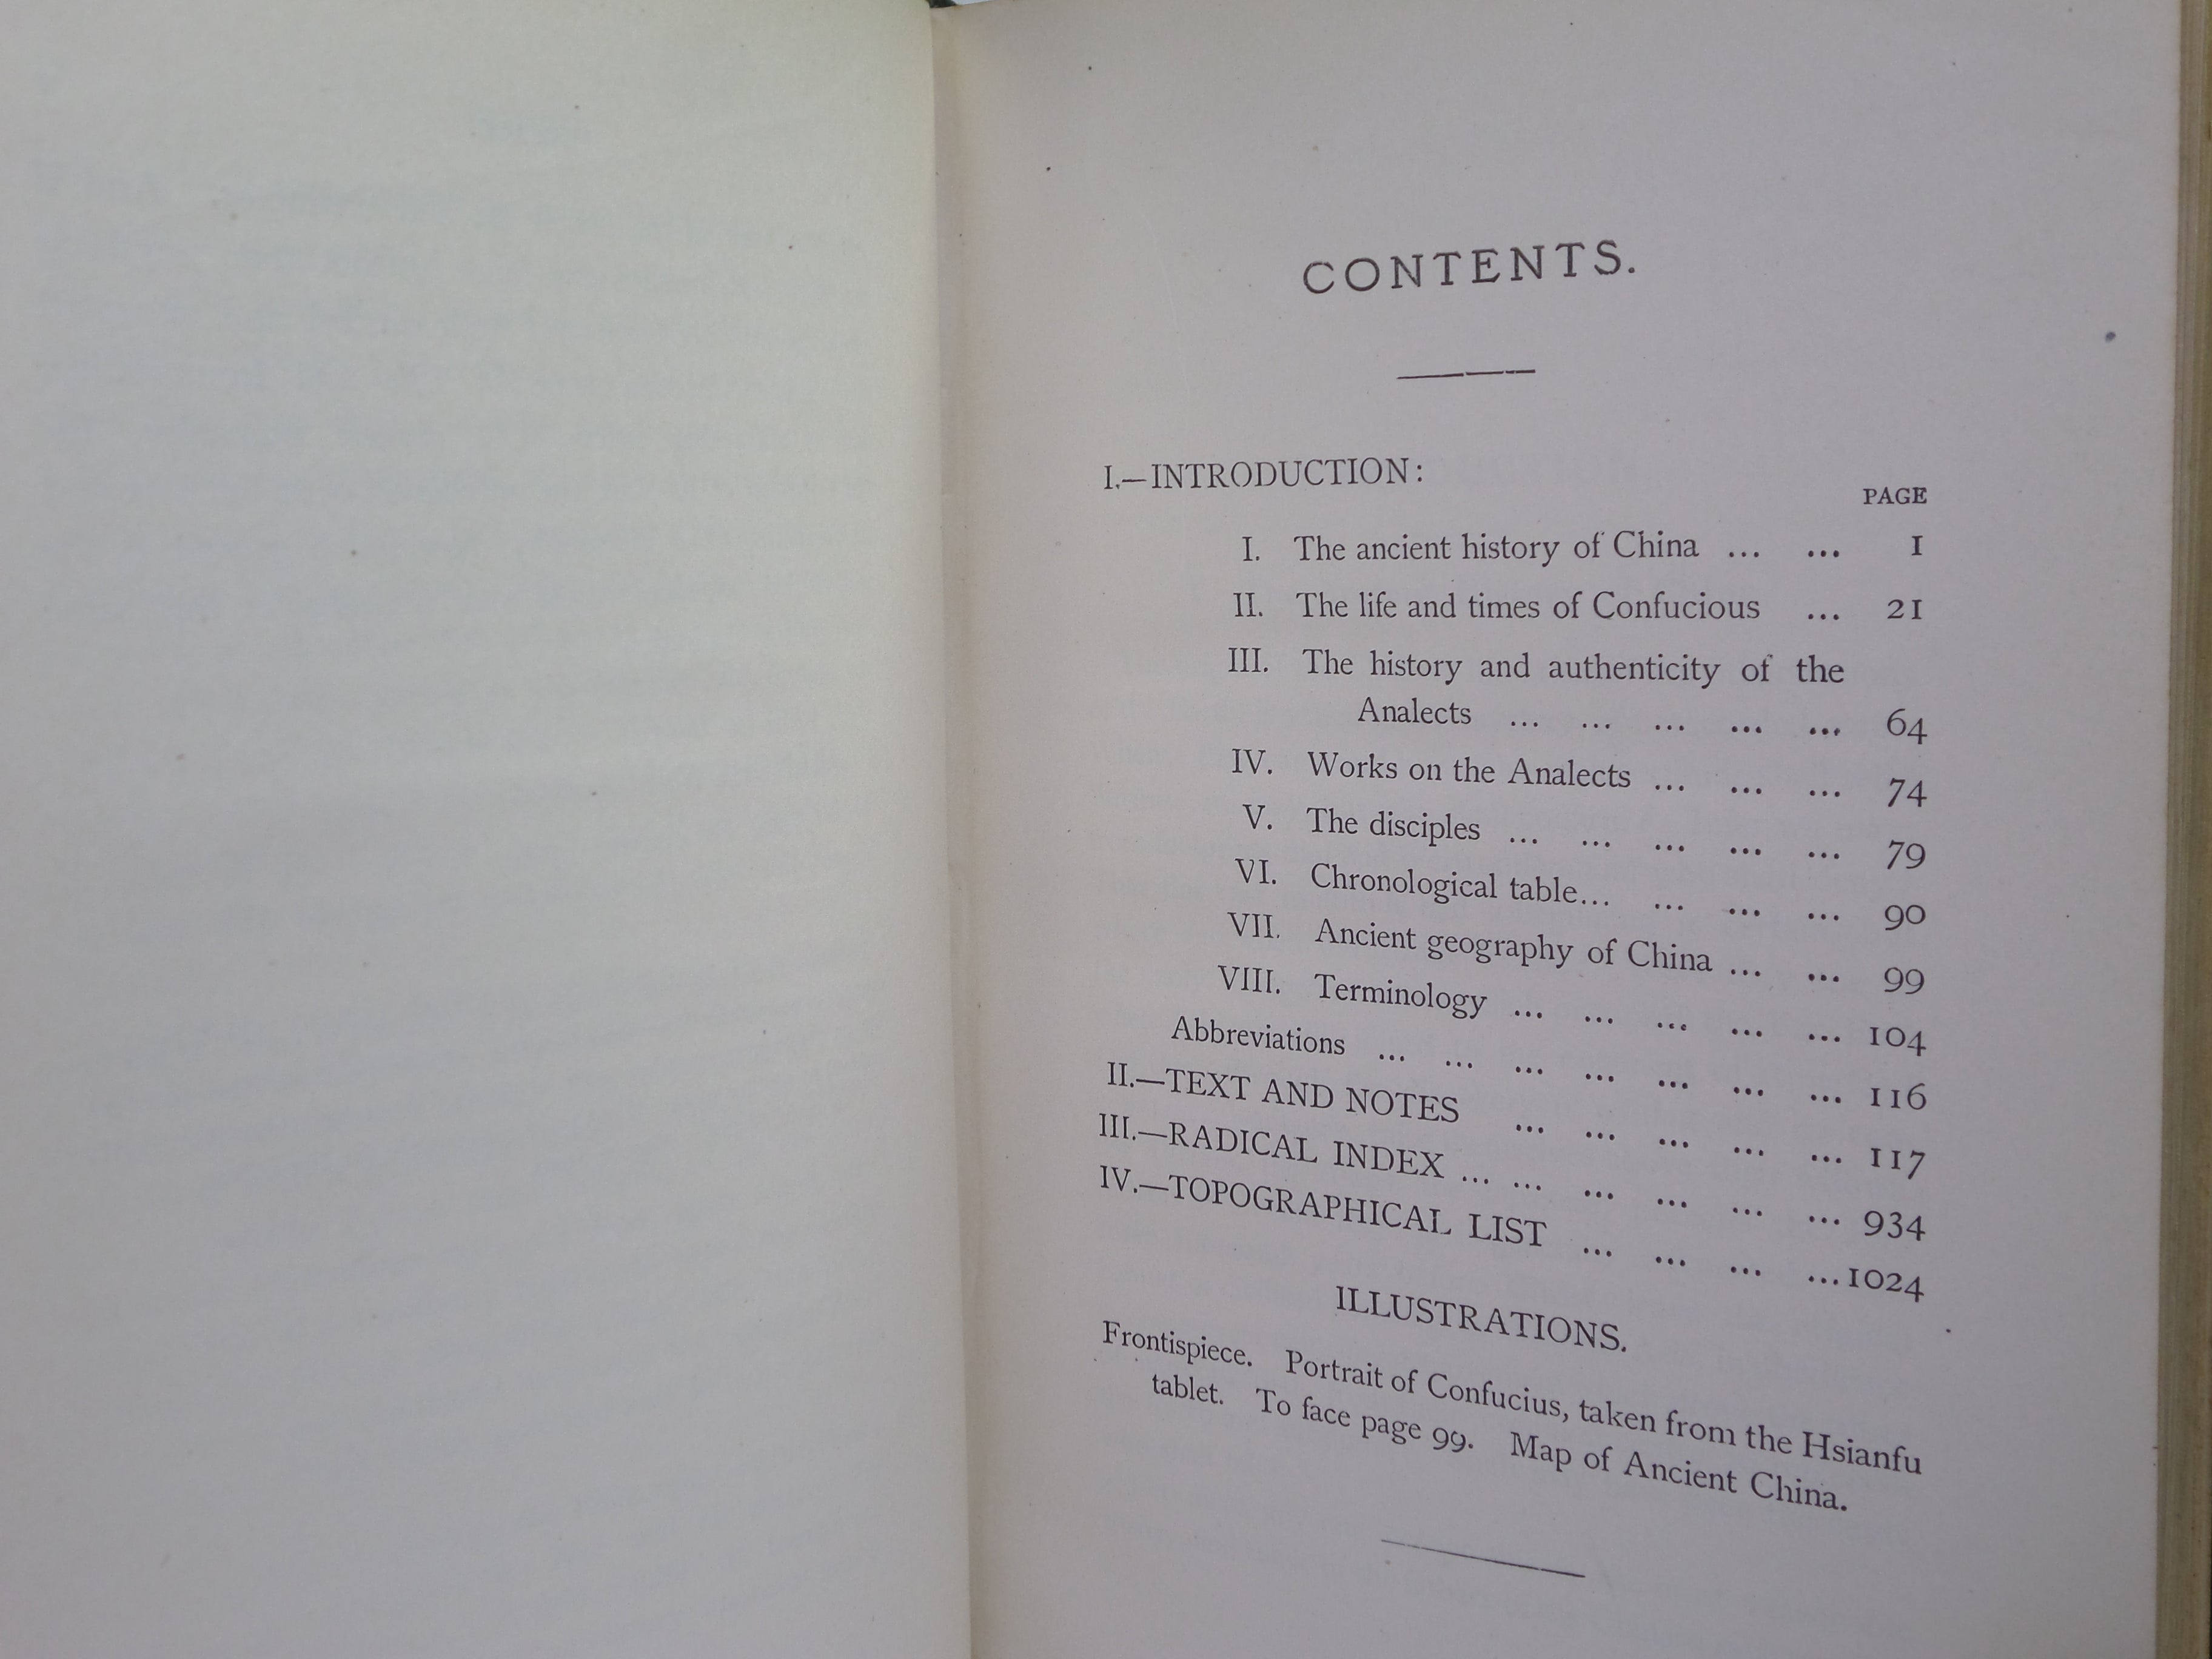 CONTENTS.
I.—INTRODUCTION:
PAGE
I. The ancient history of China ... ... 1
II. The life and times of Confucious ... 21
III. The history and authenticity of the
Analects ... ... ... ... ... 64
IV. Works on the Analects ... ... ... 74
V. The disciples ... ... ... ... ... 79
VI. Chronological table... ... ... ... 90
VII. Ancient geography of China ... ... 99
VIII. Terminology ... ... ... ... ... 104
Abbreviations ... ... ... ... ... ... ... 116
II.—TEXT AND NOTES ... ... ... ... ... 117
III.—RADICAL INDEX ... ... ... ... ... ... 934
IV.—TOPOGRAPHICAL LIST ... ... ... ...1024
ILLUSTRATIONS.
Frontispiece. Portrait of Confucius, taken from the Hsianfu
tablet. To face page 99. Map of Ancient China.